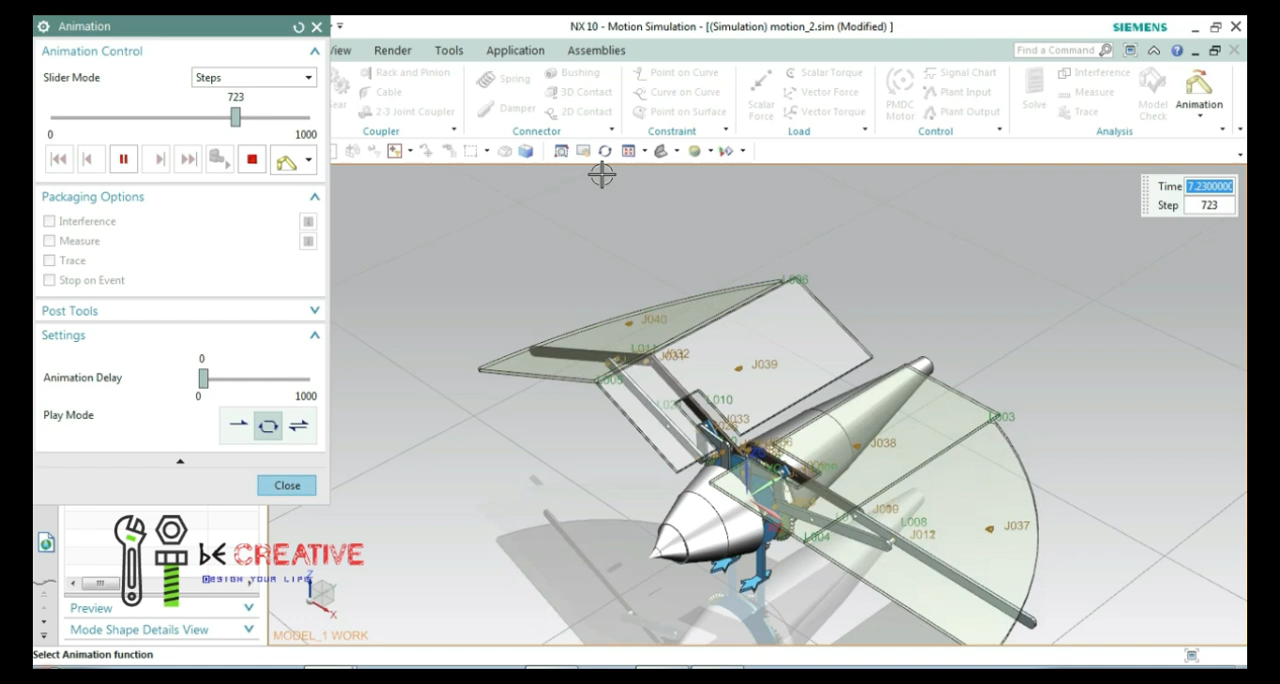 Animation
NX 10 - Motion Simulation - [(Simulation) motion_2.sim (Modified) ]
SIEMENS
Animation Control
View Render Tools Application Assemblies
Find a Command
Slider Mode
Steps
723
0
1000
Rack and Pinion
Cable
2-3 Joint Coupler
Coupler
Spring
Damper
Bushing
3D Contact
2D Contact
Connector
Point on Curve
Curve on Curve
Point on Surface
Constraint
Scalar
Force
Scalar Torque
Vector Force
Vector Torque
Load
PMDC
Motor
Signal Chart
Plant Input
Plant Output
Control
Solve
Interference
Measure
Trace
Model
Check
Animation
Analysis
Packaging Options
Interference
Measure
Trace
Stop on Event
Post Tools
Settings
0
Animation Delay
0
1000
Play Mode
Close
Time 7.2300000
Step 723
L006
J040
J039
L010
J033
L003
J038
J009
L008
J012
J037
L004
bE CREATIVE
DESIGN YOUR LIFE
Z
X
Preview
Mode Shape Details View
MODEL_1 WORK
Select Animation function